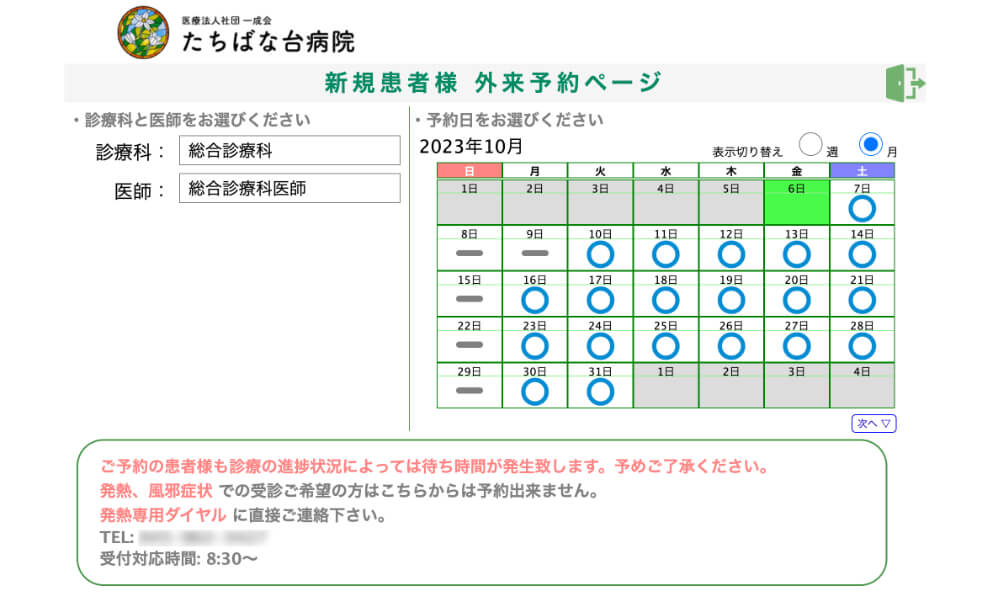 医療法人社団 一成会
たちばな台病院
新規患者様 外来予約ページ
・診療科と医師をお選びください
診療科： 総合診療科
医師： 総合診療科医師
・予約日をお選びください
2023年10月
表示切り替え 週 月
日 月 火 水 木 金 土
1日 2日 3日 4日 5日 6日 7日
8日 9日 10日 11日 12日 13日 14日
15日 16日 17日 18日 19日 20日 21日
22日 23日 24日 25日 26日 27日 28日
29日 30日 31日 1日 2日 3日 4日
次へ ▽
ご予約の患者様も診療の進捗状況によっては待ち時間が発生致します。予めご了承ください。
発熱、風邪症状 での受診ご希望の方はこちらからは予約出来ません。
発熱専用ダイヤル に直接ご連絡下さい。
TEL:
受付対応時間: 8:30〜